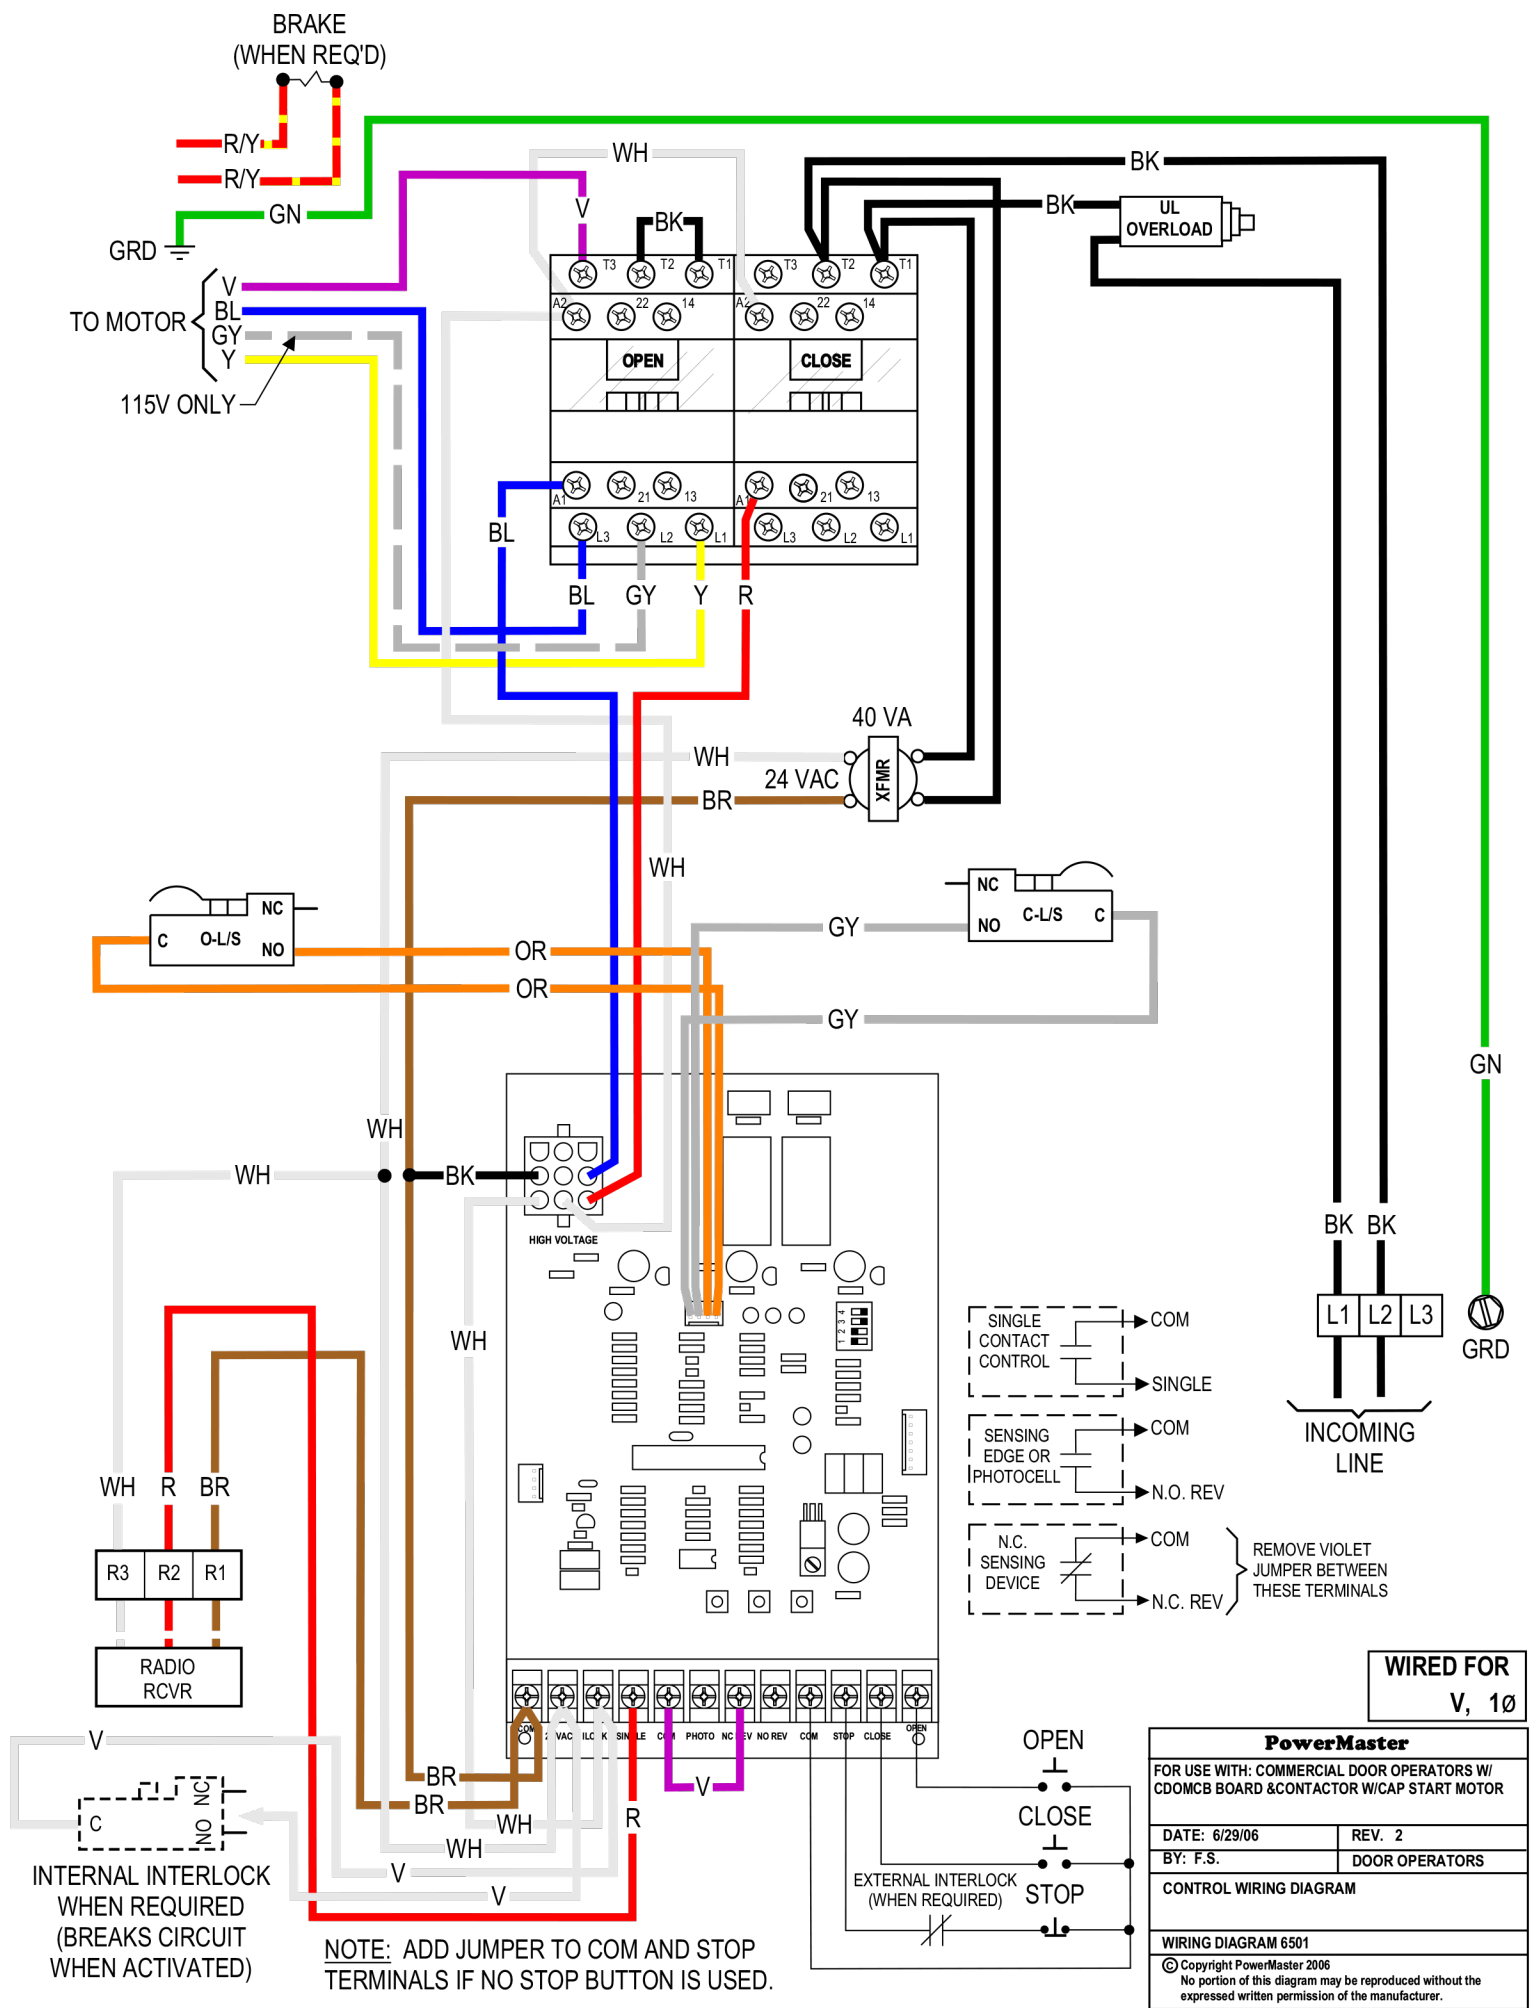 BRAKE
(WHEN REQ'D)
R/Y
R/Y
GN
GRD
WH
V
BK
BK
BK
UL
OVERLOAD
T3
T2
T1
T3
T2
T1
A2
22
14
A2
22
14
TO MOTOR
V
BL
GY
Y
115V ONLY
OPEN
CLOSE
A1
21
13
A1
21
13
L3
L2
L1
L3
L2
L1
BL
BL
GY
Y
R
40 VA
24 VAC
XFMR
WH
BR
WH
NC
C
O-L/S
NO
OR
OR
NC
NO
C-L/S
C
GY
GY
GN
WH
WH
BK
HIGH VOLTAGE
WH
BK
BK
L1
L2
L3
GRD
INCOMING
LINE
1 2 3 4
SINGLE
CONTACT
CONTROL
COM
SINGLE
SENSING
EDGE OR
PHOTOCELL
COM
N.O. REV
N.C.
SENSING
DEVICE
COM
N.C. REV
REMOVE VIOLET
JUMPER BETWEEN
THESE TERMINALS
WH
R
BR
R3
R2
R1
RADIO
RCVR
COM
PHOTO
NO REV
COM
STOP
CLOSE
OPEN
V
C
NO
NC
INTERNAL INTERLOCK
WHEN REQUIRED
(BREAKS CIRCUIT
WHEN ACTIVATED)
BR
BR
WH
WH
V
V
R
V
OPEN
CLOSE
STOP
EXTERNAL INTERLOCK
(WHEN REQUIRED)
NOTE: ADD JUMPER TO COM AND STOP
TERMINALS IF NO STOP BUTTON IS USED.
WIRED FOR
V, 1Ø
PowerMaster
FOR USE WITH: COMMERCIAL DOOR OPERATORS W/
CDOMCB BOARD &CONTACTOR W/CAP START MOTOR
DATE: 6/29/06
REV. 2
BY: F.S.
DOOR OPERATORS
CONTROL WIRING DIAGRAM
WIRING DIAGRAM 6501
© Copyright PowerMaster 2006
No portion of this diagram may be reproduced without the
expressed written permission of the manufacturer.